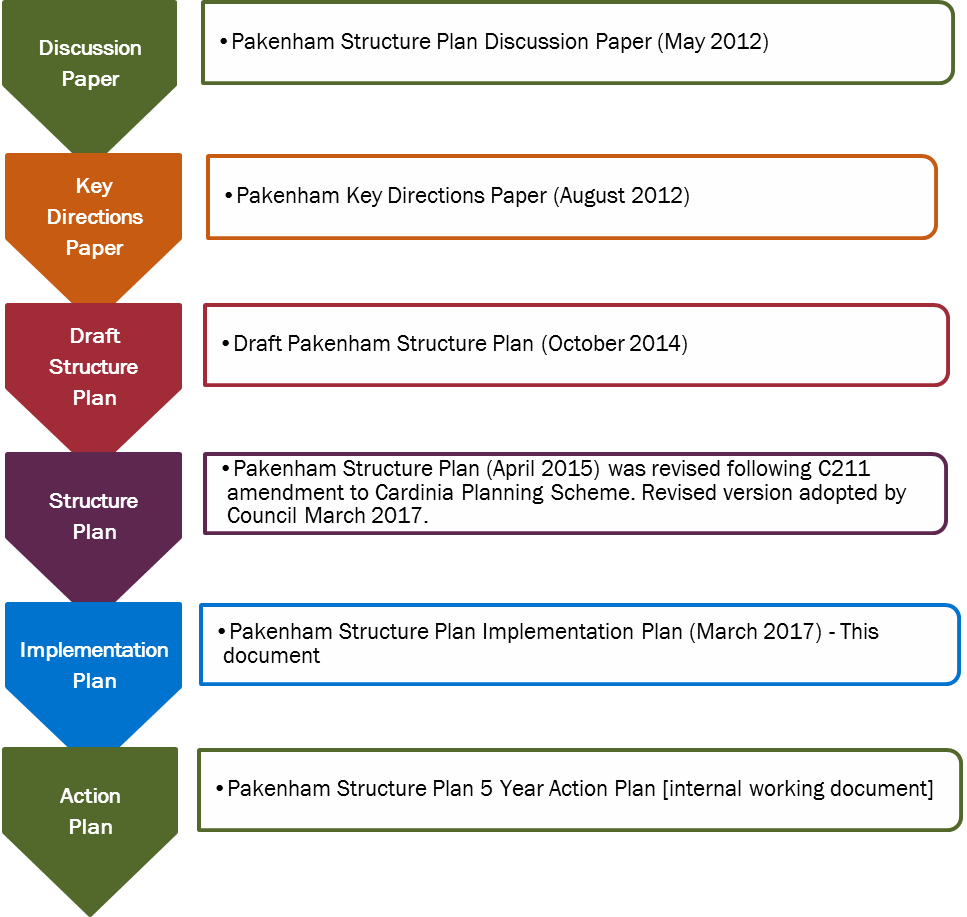 Discussion
Paper
•Pakenham Structure Plan Discussion Paper (May 2012)
Key
Directions
Paper
•Pakenham Key Directions Paper (August 2012)
Draft
Structure
Plan
•Draft Pakenham Structure Plan (October 2014)
Structure
Plan
•Pakenham Structure Plan (April 2015) was revised following C211
amendment to Cardinia Planning Scheme. Revised version adopted by
Council March 2017.
Implementation
Plan
•Pakenham Structure Plan Implementation Plan (March 2017) - This
document
Action
Plan
•Pakenham Structure Plan 5 Year Action Plan [internal working document]